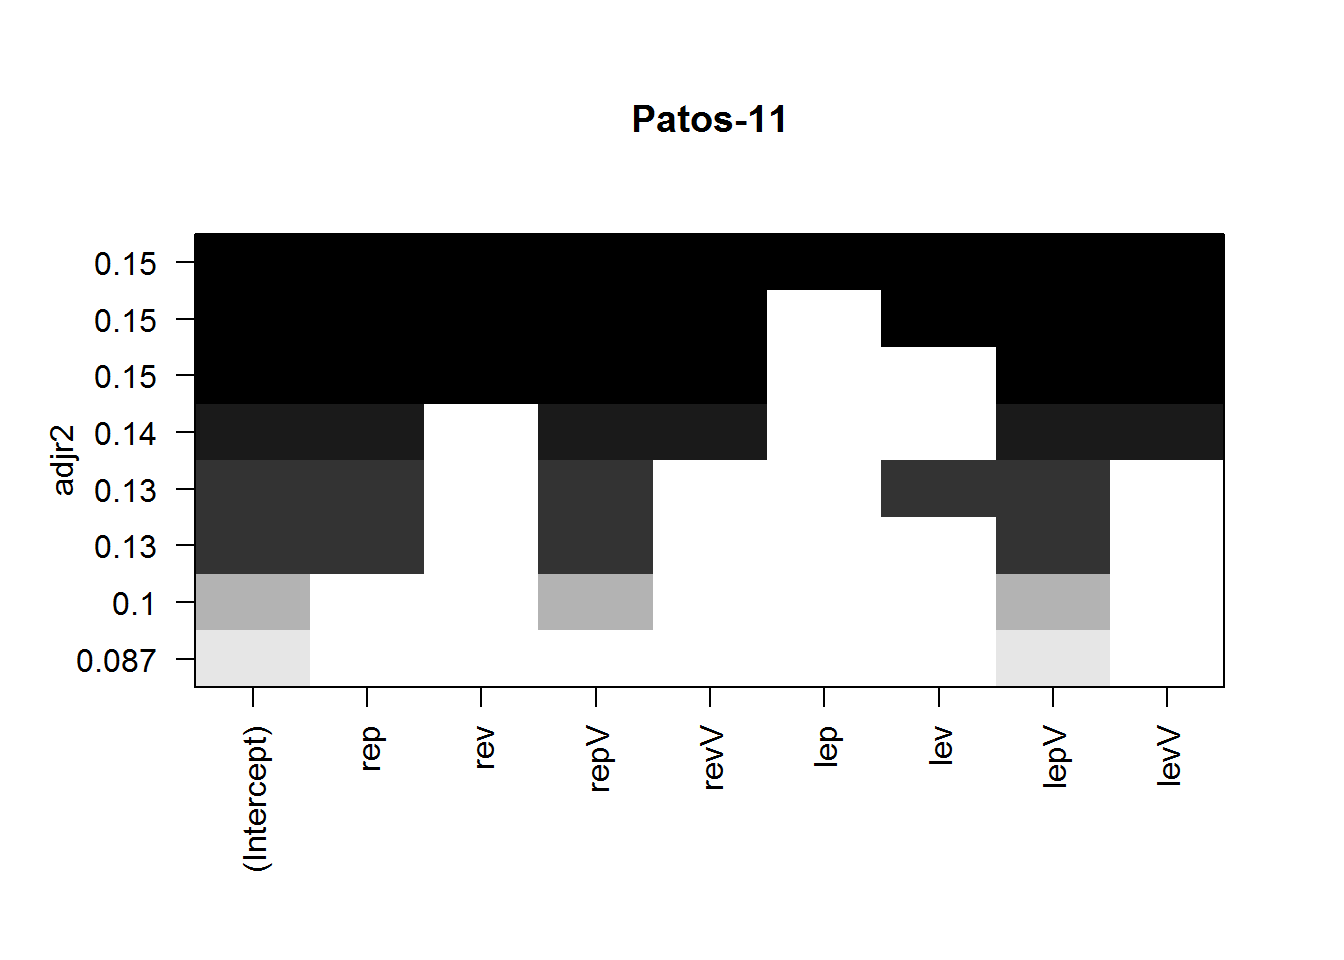 Patos-11
adjr2
0.15
0.15
0.15
0.14
0.13
0.13
0.1
0.087
(Intercept)
rep
rev
repV
revV
lep
lev
lepV
levV